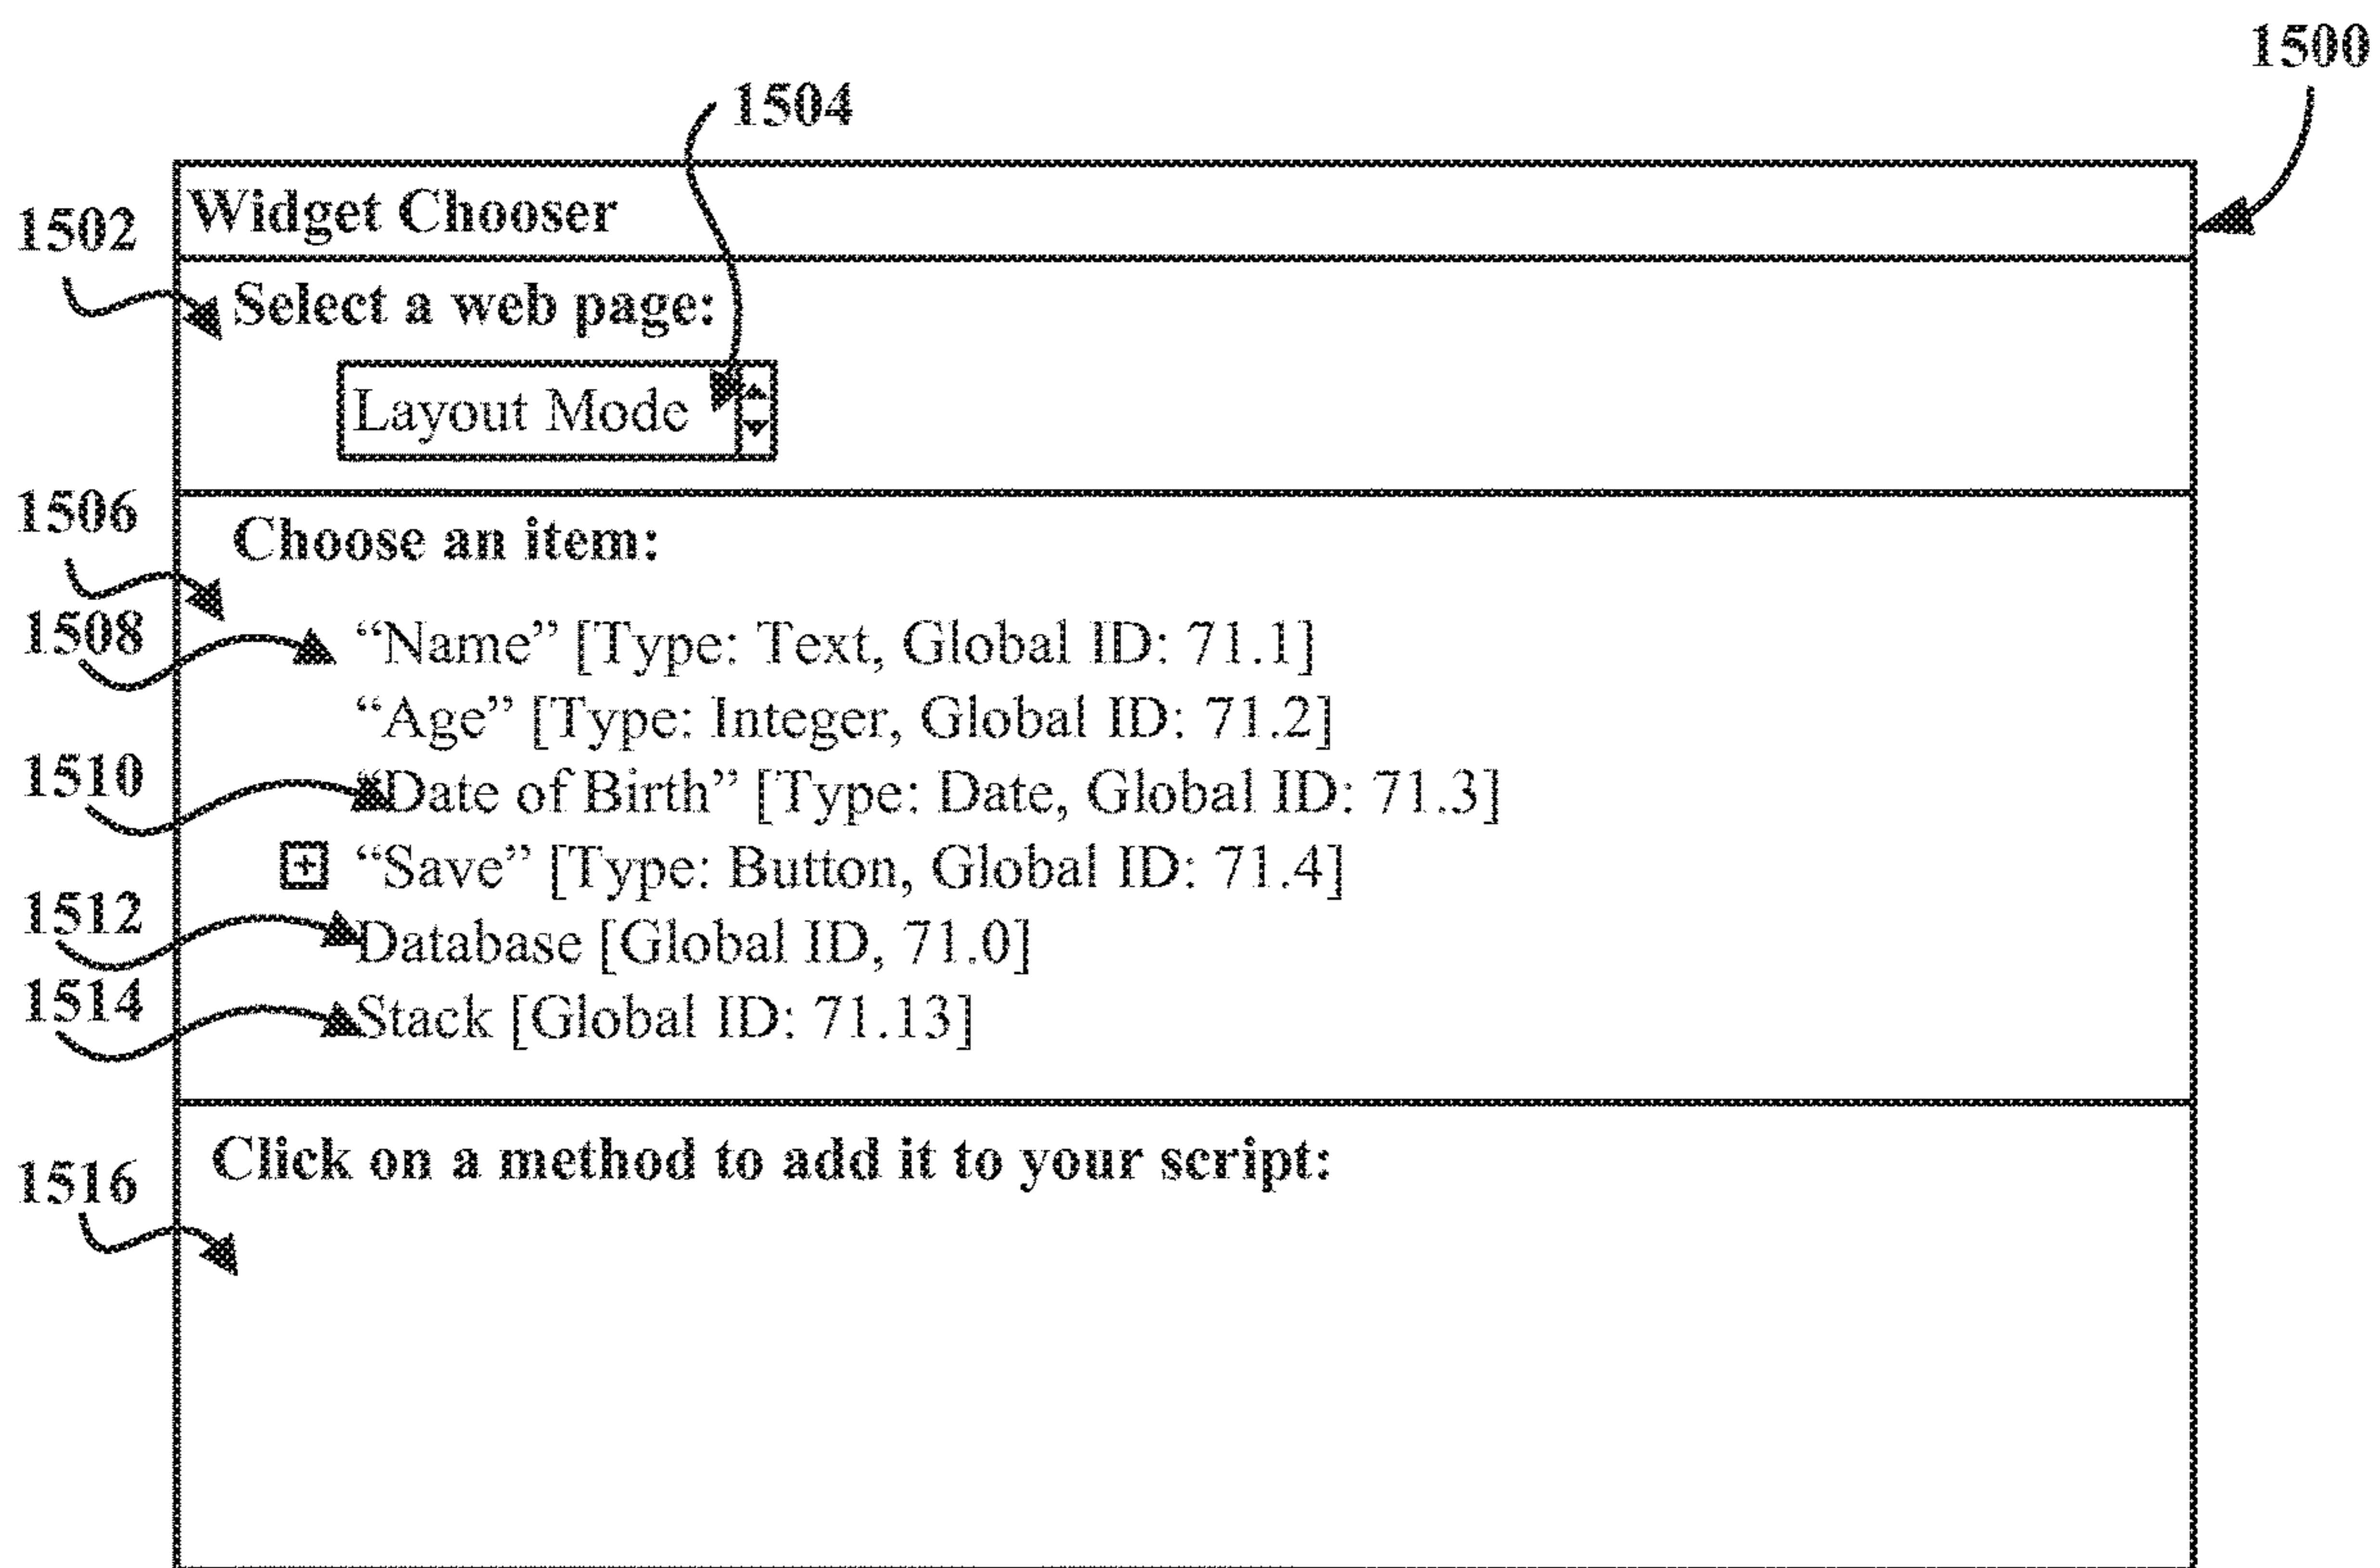 1500
1504
Widget Chooser
1502
Select a web page:
Layout Mode
1506
Choose an item:
1508
“Name” [Type: Text, Global ID: 71.1]
“Age” [Type: Integer, Global ID: 71.2]
1510
“Date of Birth” [Type: Date, Global ID: 71.3]
+ “Save” [Type: Button, Global ID: 71.4]
1512
Database [Global ID, 71.0]
1514
Stack [Global ID: 71.13]
Click on a method to add it to your script:
1516